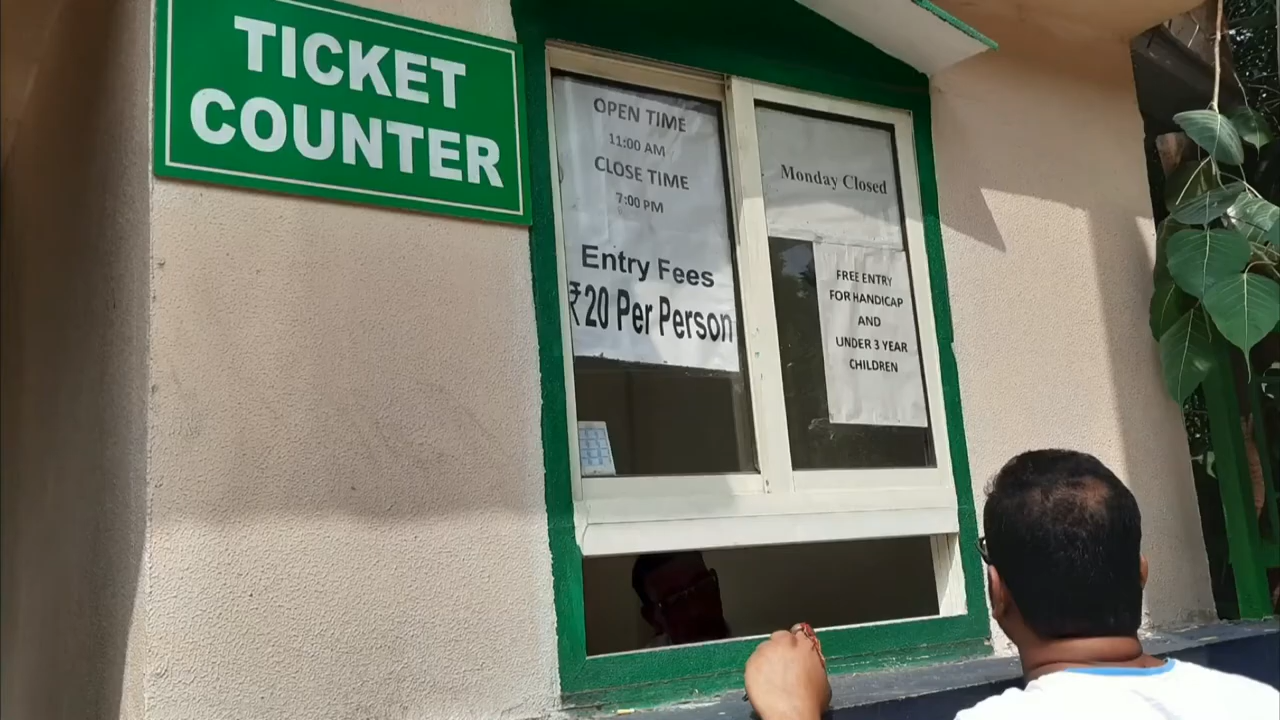 TICKET
COUNTER
OPEN TIME
11:00 AM
CLOSE TIME
7:00 PM
Entry Fees
₹20 Per Person
Monday Closed
FREE ENTRY
FOR HANDICAP
AND
UNDER 3 YEAR
CHILDREN